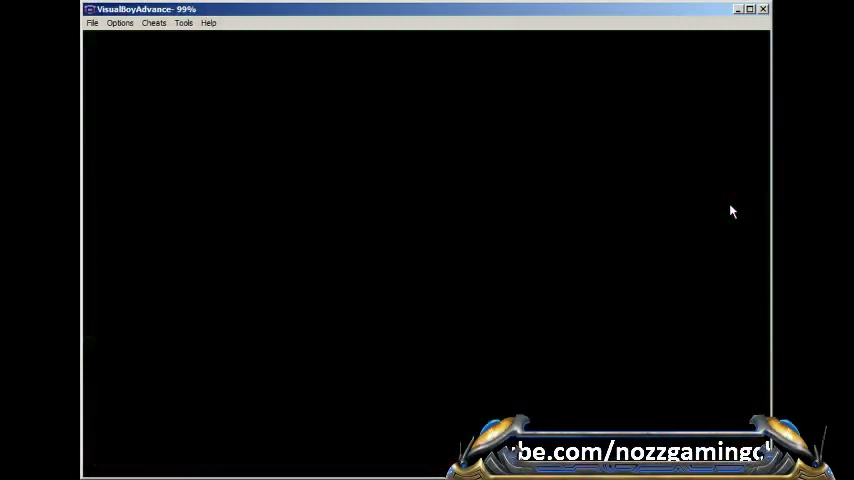 VisualBoyAdvance- 99%
File Options Cheats Tools Help
be.com/nozzgaming